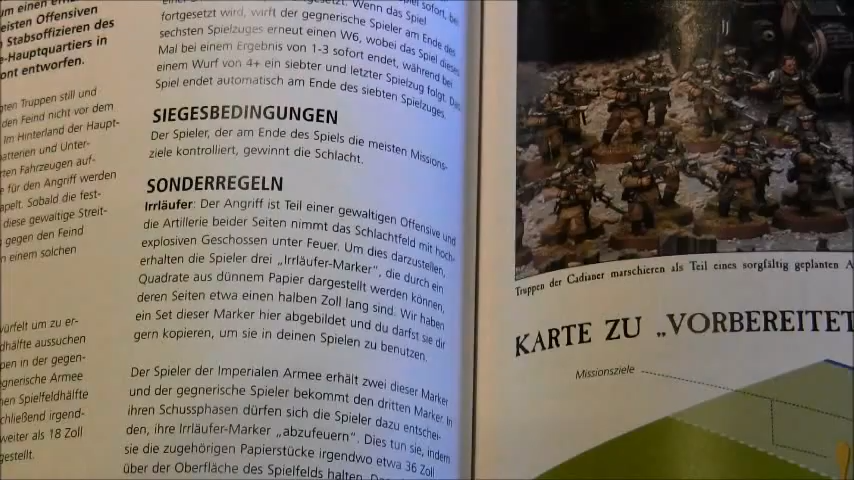 um einen
eisten Offensiven
Stabsoffizieren des
-Hauptquartiers in
ont entworfen.
gten Truppen still und
den Feind nicht vor dem
Im Hinterland der Haupt-
atterien und Unter-
rten Fahrzeugen auf-
e für den Angriff werden
apelt. Sobald die fest-
diese gewaltige Streit-
gegen den Feind
n einem solchen
würfelt um zu er-
dhälfte aussuchen
pen in der gegen-
gnerische Armee
nen Spielfeldhälfte
chließend irgend-
weiter als 18 Zoll
gestellt.
fortgesetzt wird, wirft der gegnerische Spieler am Ende des
sechsten Spielzuges erneut einen W6, wobei das Spiel dieses
Mal bei einem Ergebnis von 1-3 sofort endet, während bei
einem Wurf von 4+ ein siebter und letzter Spielzug folgt. Das
Spiel endet automatisch am Ende des siebten Spielzuges.
SIEGESBEDINGUNGEN
Der Spieler, der am Ende des Spiels die meisten Missions-
ziele kontrolliert, gewinnt die Schlacht.
SONDERREGELN
Irrläufer: Der Angriff ist Teil einer gewaltigen Offensive und
die Artillerie beider Seiten nimmt das Schlachtfeld mit hoch-
explosiven Geschossen unter Feuer. Um dies darzustellen,
erhalten die Spieler drei „Irrläufer-Marker“, die durch ein
Quadrate aus dünnem Papier dargestellt werden können,
deren Seiten etwa einen halben Zoll lang sind. Wir haben
ein Set dieser Marker hier abgebildet und du darfst sie dir
gern kopieren, um sie in deinen Spielen zu benutzen.
Der Spieler der Imperialen Armee erhält zwei dieser Marker
und der gegnerische Spieler bekommt den dritten Marker. In
ihren Schussphasen dürfen sich die Spieler dazu entschei-
den, ihre Irrläufer-Marker „abzufeuern“. Dies tun sie, indem
sie die zugehörigen Papierstücke irgendwo etwa 36 Zoll
über der Oberfläche des Spielfelds halten.
Truppen der Cadianer marschieren als Teil eines sorgfältig geplanten A
KARTE ZU „VORBEREITET
Missionsziele